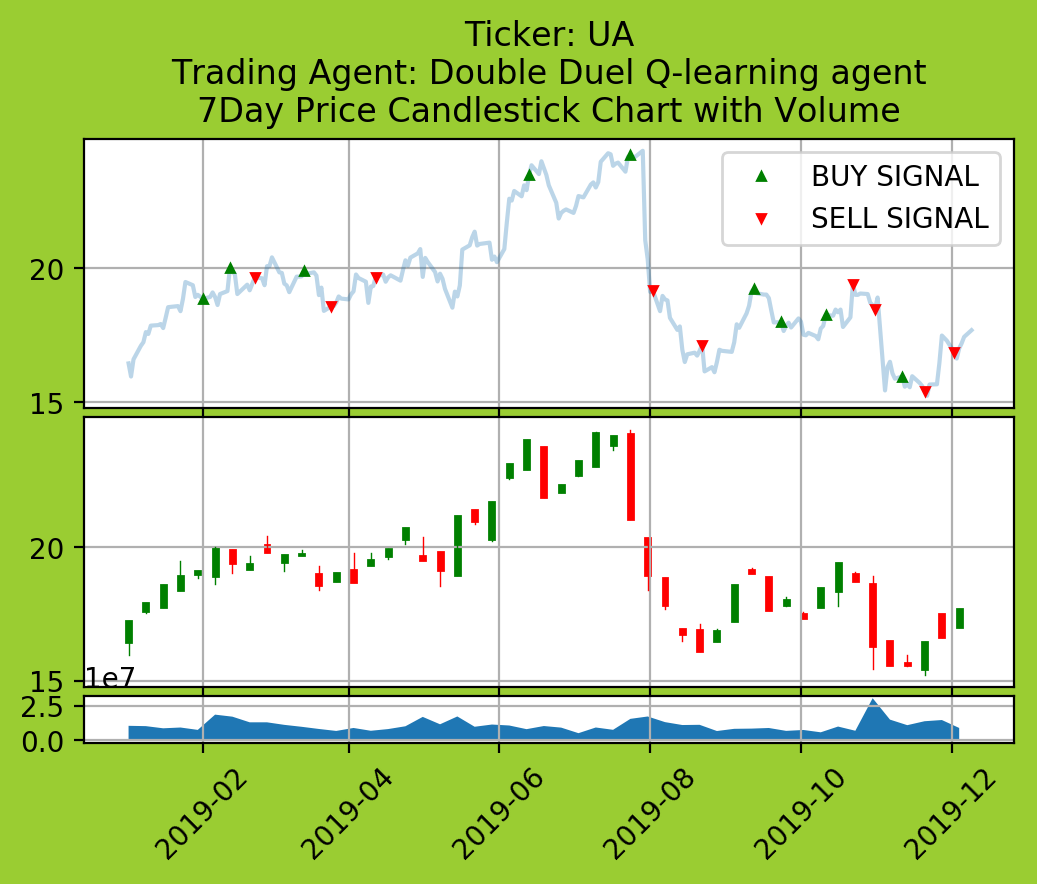 Ticker: UA
Trading Agent: Double Duel Q-learning agent
7Day Price Candlestick Chart with Volume
BUY SIGNAL
SELL SIGNAL
20
15
20
15
1e7
2.5
0.0
2019-02
2019-04
2019-06
2019-08
2019-10
2019-12